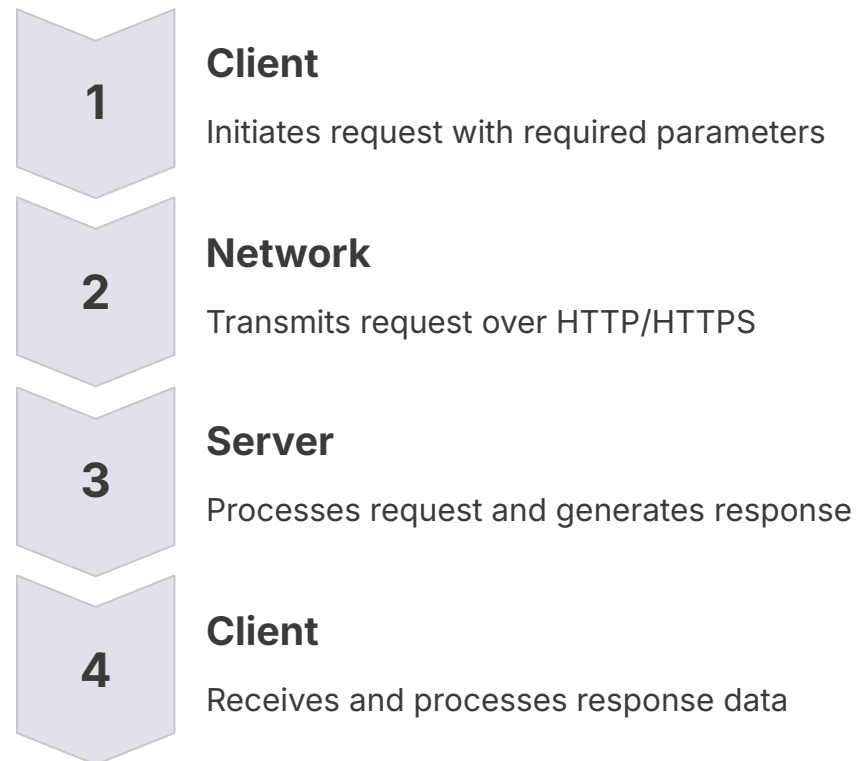 1
Client
Initiates request with required parameters
2
Network
Transmits request over HTTP/HTTPS
3
Server
Processes request and generates response
4
Client
Receives and processes response data